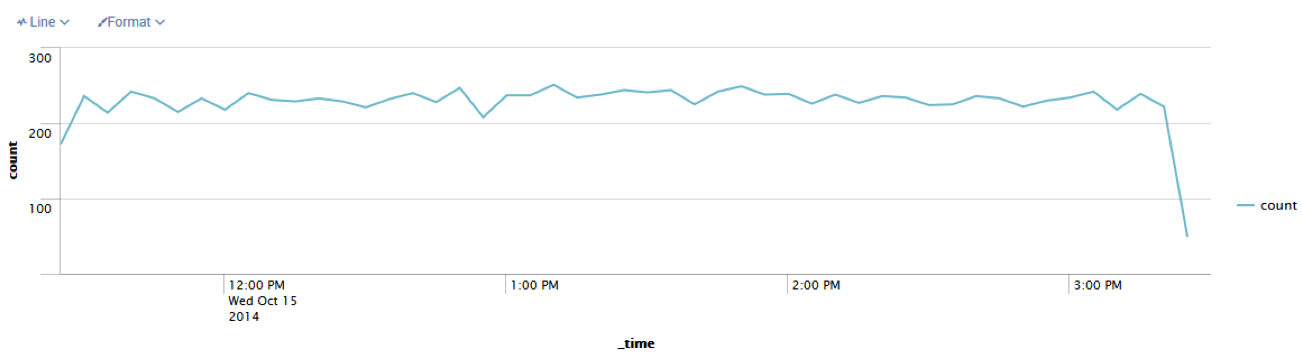 Line Format
300
200
100
count
count
12:00 PM 1:00 PM 2:00 PM 3:00 PM
Wed Oct 15
2014
_time